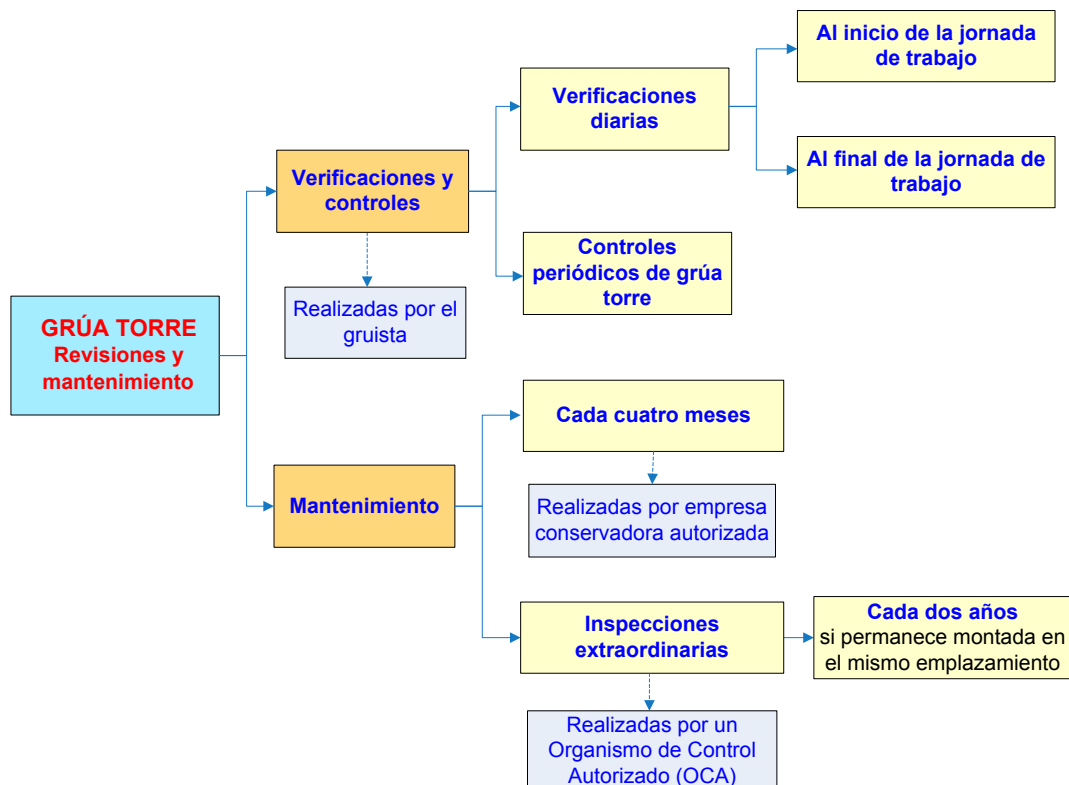 GRÚA TORRE
Revisiones y
mantenimiento
Verificaciones y
controles
Realizadas por el
gruista
Verificaciones
diarias
Al inicio de la jornada
de trabajo
Al final de la jornada de
trabajo
Controles
periódicos de grúa
torre
Mantenimiento
Cada cuatro meses
Realizadas por empresa
conservadora autorizada
Inspecciones
extraordinarias
Cada dos años
si permanece montada en
el mismo emplazamiento
Realizadas por un
Organismo de Control
Autorizado (OCA)